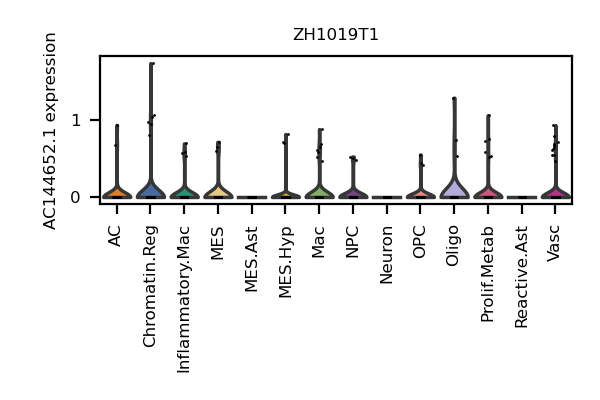 ZH1019T1
AC144652.1 expression
1
0
AC
Chromatin.Reg
Inflammatory.Mac
MES
MES.Ast
MES.Hyp
Mac
NPC
Neuron
OPC
Oligo
Prolif.Metab
Reactive.Ast
Vasc